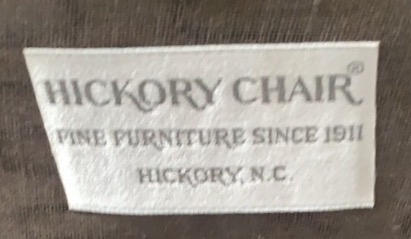 HICKORY CHAIR®
FINE FURNITURE SINCE 1911
HICKORY, N.C.